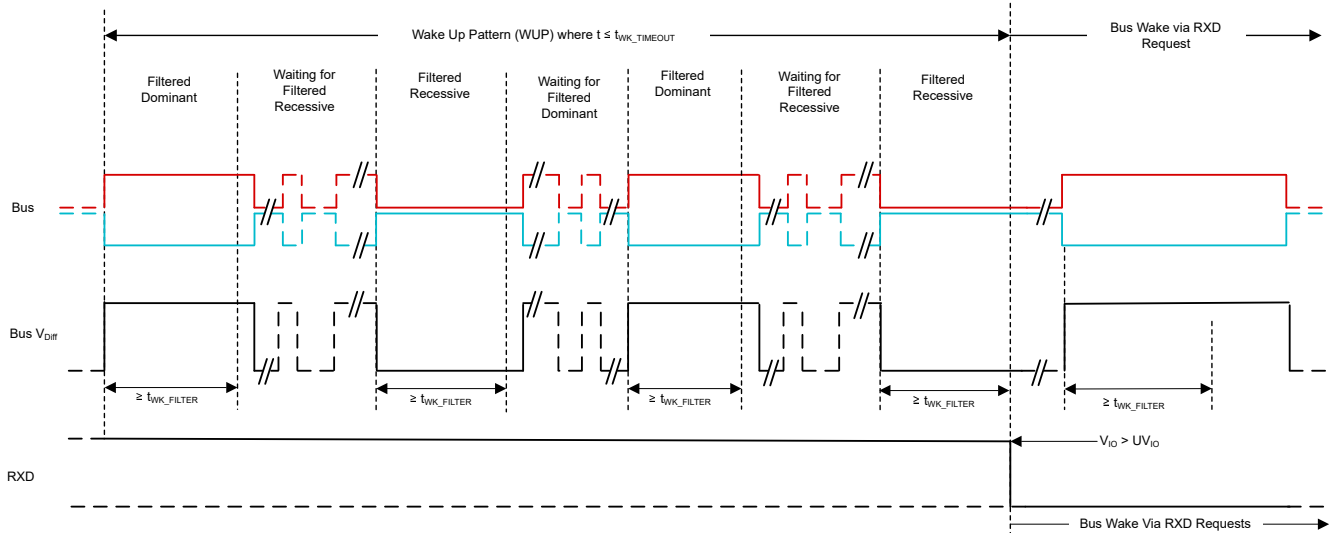 Wake Up Pattern (WUP) where t ≤ tWK_TIMEOUT
Bus Wake via RXD
Request
Filtered
Dominant
Waiting for
Filtered
Recessive
Filtered
Recessive
Waiting for
Filtered
Dominant
Filtered
Dominant
Waiting for
Filtered
Recessive
Filtered
Recessive
Bus
Bus VDiff
≥ tWK_FILTER
≥ tWK_FILTER
≥ tWK_FILTER
≥ tWK_FILTER
≥ tWK_FILTER
VIO > UVIO
RXD
Bus Wake Via RXD Requests